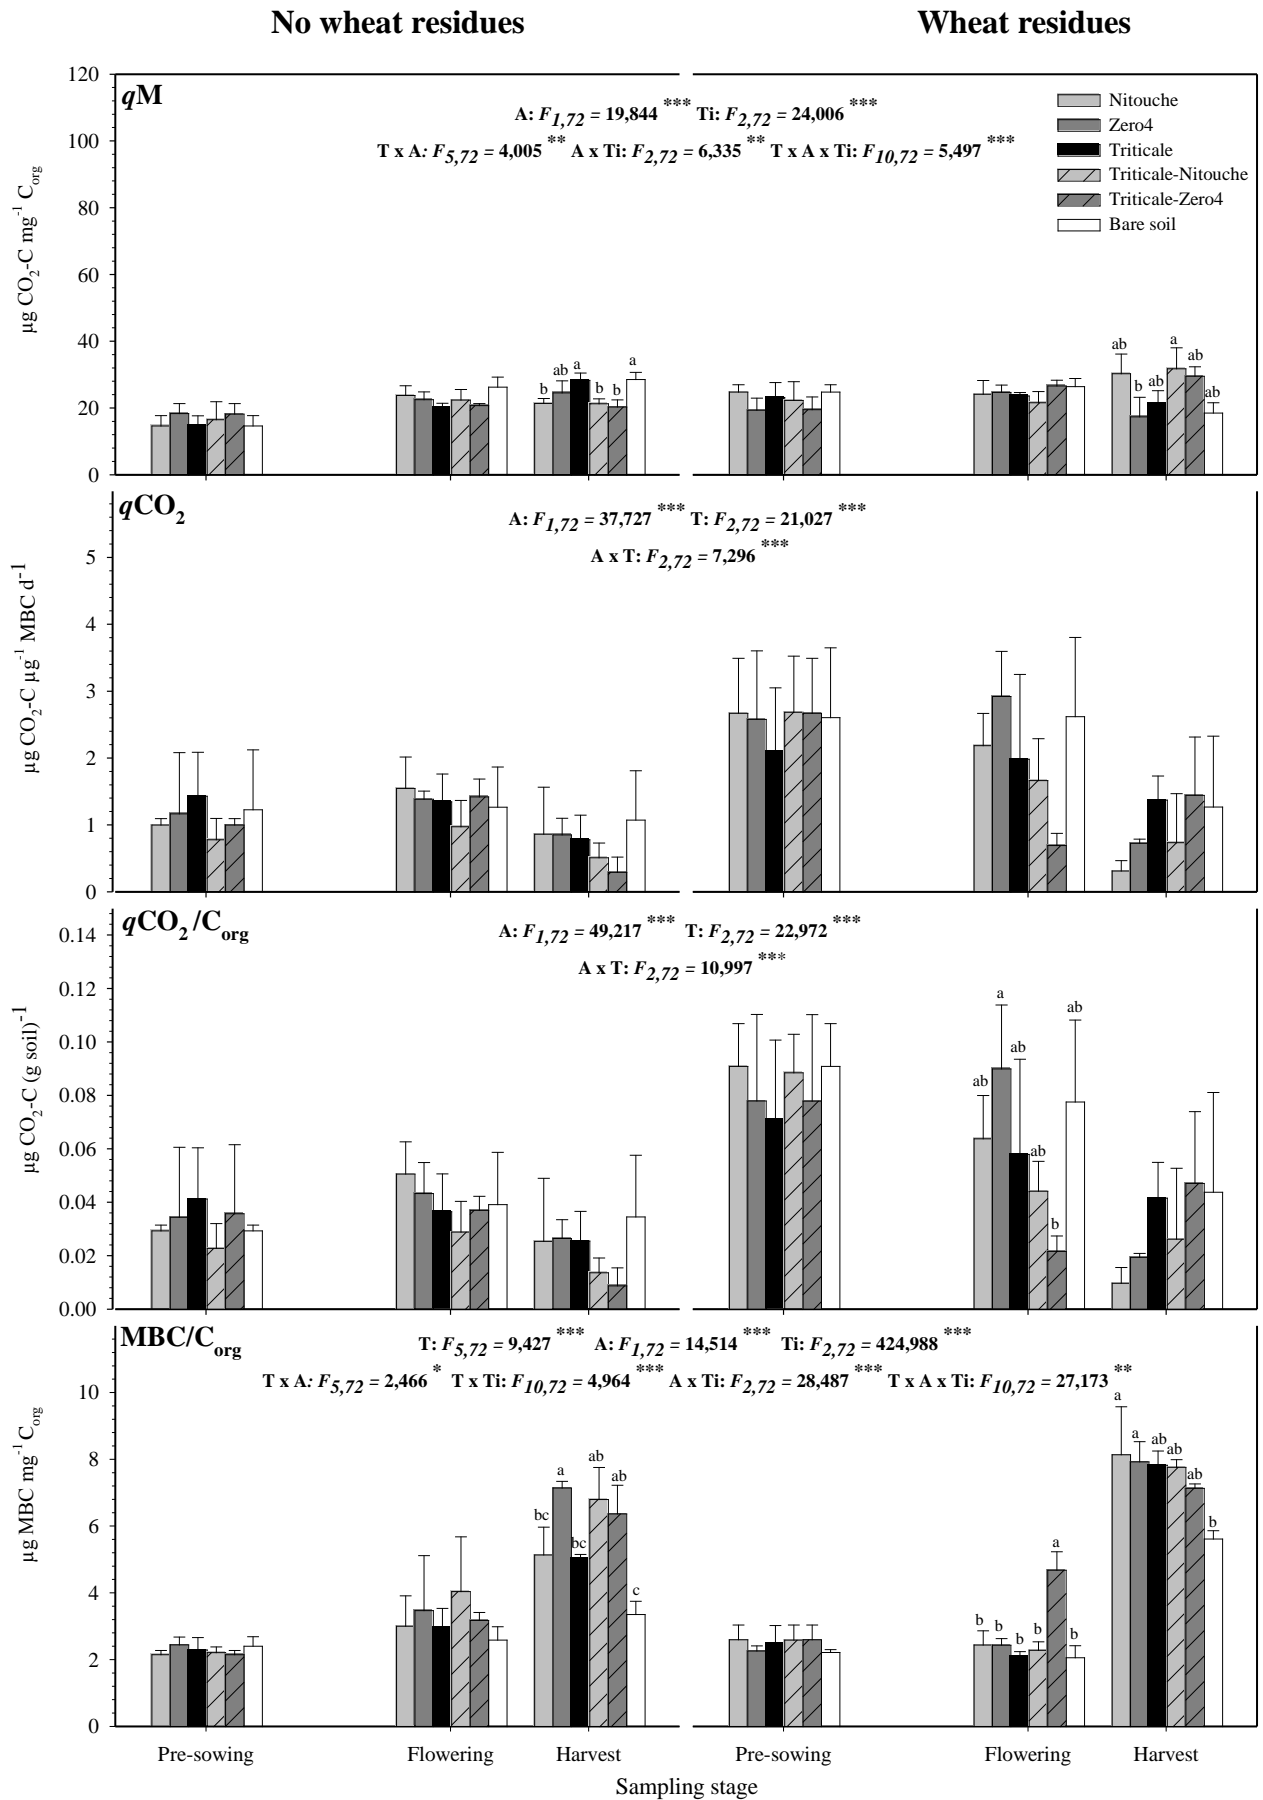 No wheat residues Wheat residues
qM
A: F1,72 = 19,844 *** Ti: F2,72 = 24,006 ***
T x A: F5,72 = 4,005 ** A x Ti: F2,72 = 6,335 ** T x A x Ti: F10,72 = 5,497 ***
Nitouche
Zero4
Triticale
Triticale-Nitouche
Triticale-Zero4
Bare soil
µg CO2-C mg-1 Corg
120
100
80
60
40
20
0
b ab a b b a
ab b ab a ab ab
qCO2
A: F1,72 = 37,727 *** T: F2,72 = 21,027 ***
A x T: F2,72 = 7,296 ***
µg CO2-C µg-1 MBC d-1
5
4
3
2
1
0
qCO2/Corg
A: F1,72 = 49,217 *** T: F2,72 = 22,972 ***
A x T: F2,72 = 10,997 ***
µg CO2-C (g soil)-1
0.14
0.12
0.10
0.08
0.06
0.04
0.02
0.00
ab a ab ab b ab
MBC/Corg
T: F5,72 = 9,427 *** A: F1,72 = 14,514 *** Ti: F2,72 = 424,988 ***
T x A: F5,72 = 2,466 * T x Ti: F10,72 = 4,964 *** A x Ti: F2,72 = 28,487 *** T x A x Ti: F10,72 = 27,173 **
µg MBC mg-1 Corg
10
8
6
4
2
0
bc a bc ab ab c
b b b b a b
a a ab ab ab b
Pre-sowing Flowering Harvest Pre-sowing Flowering Harvest
Sampling stage